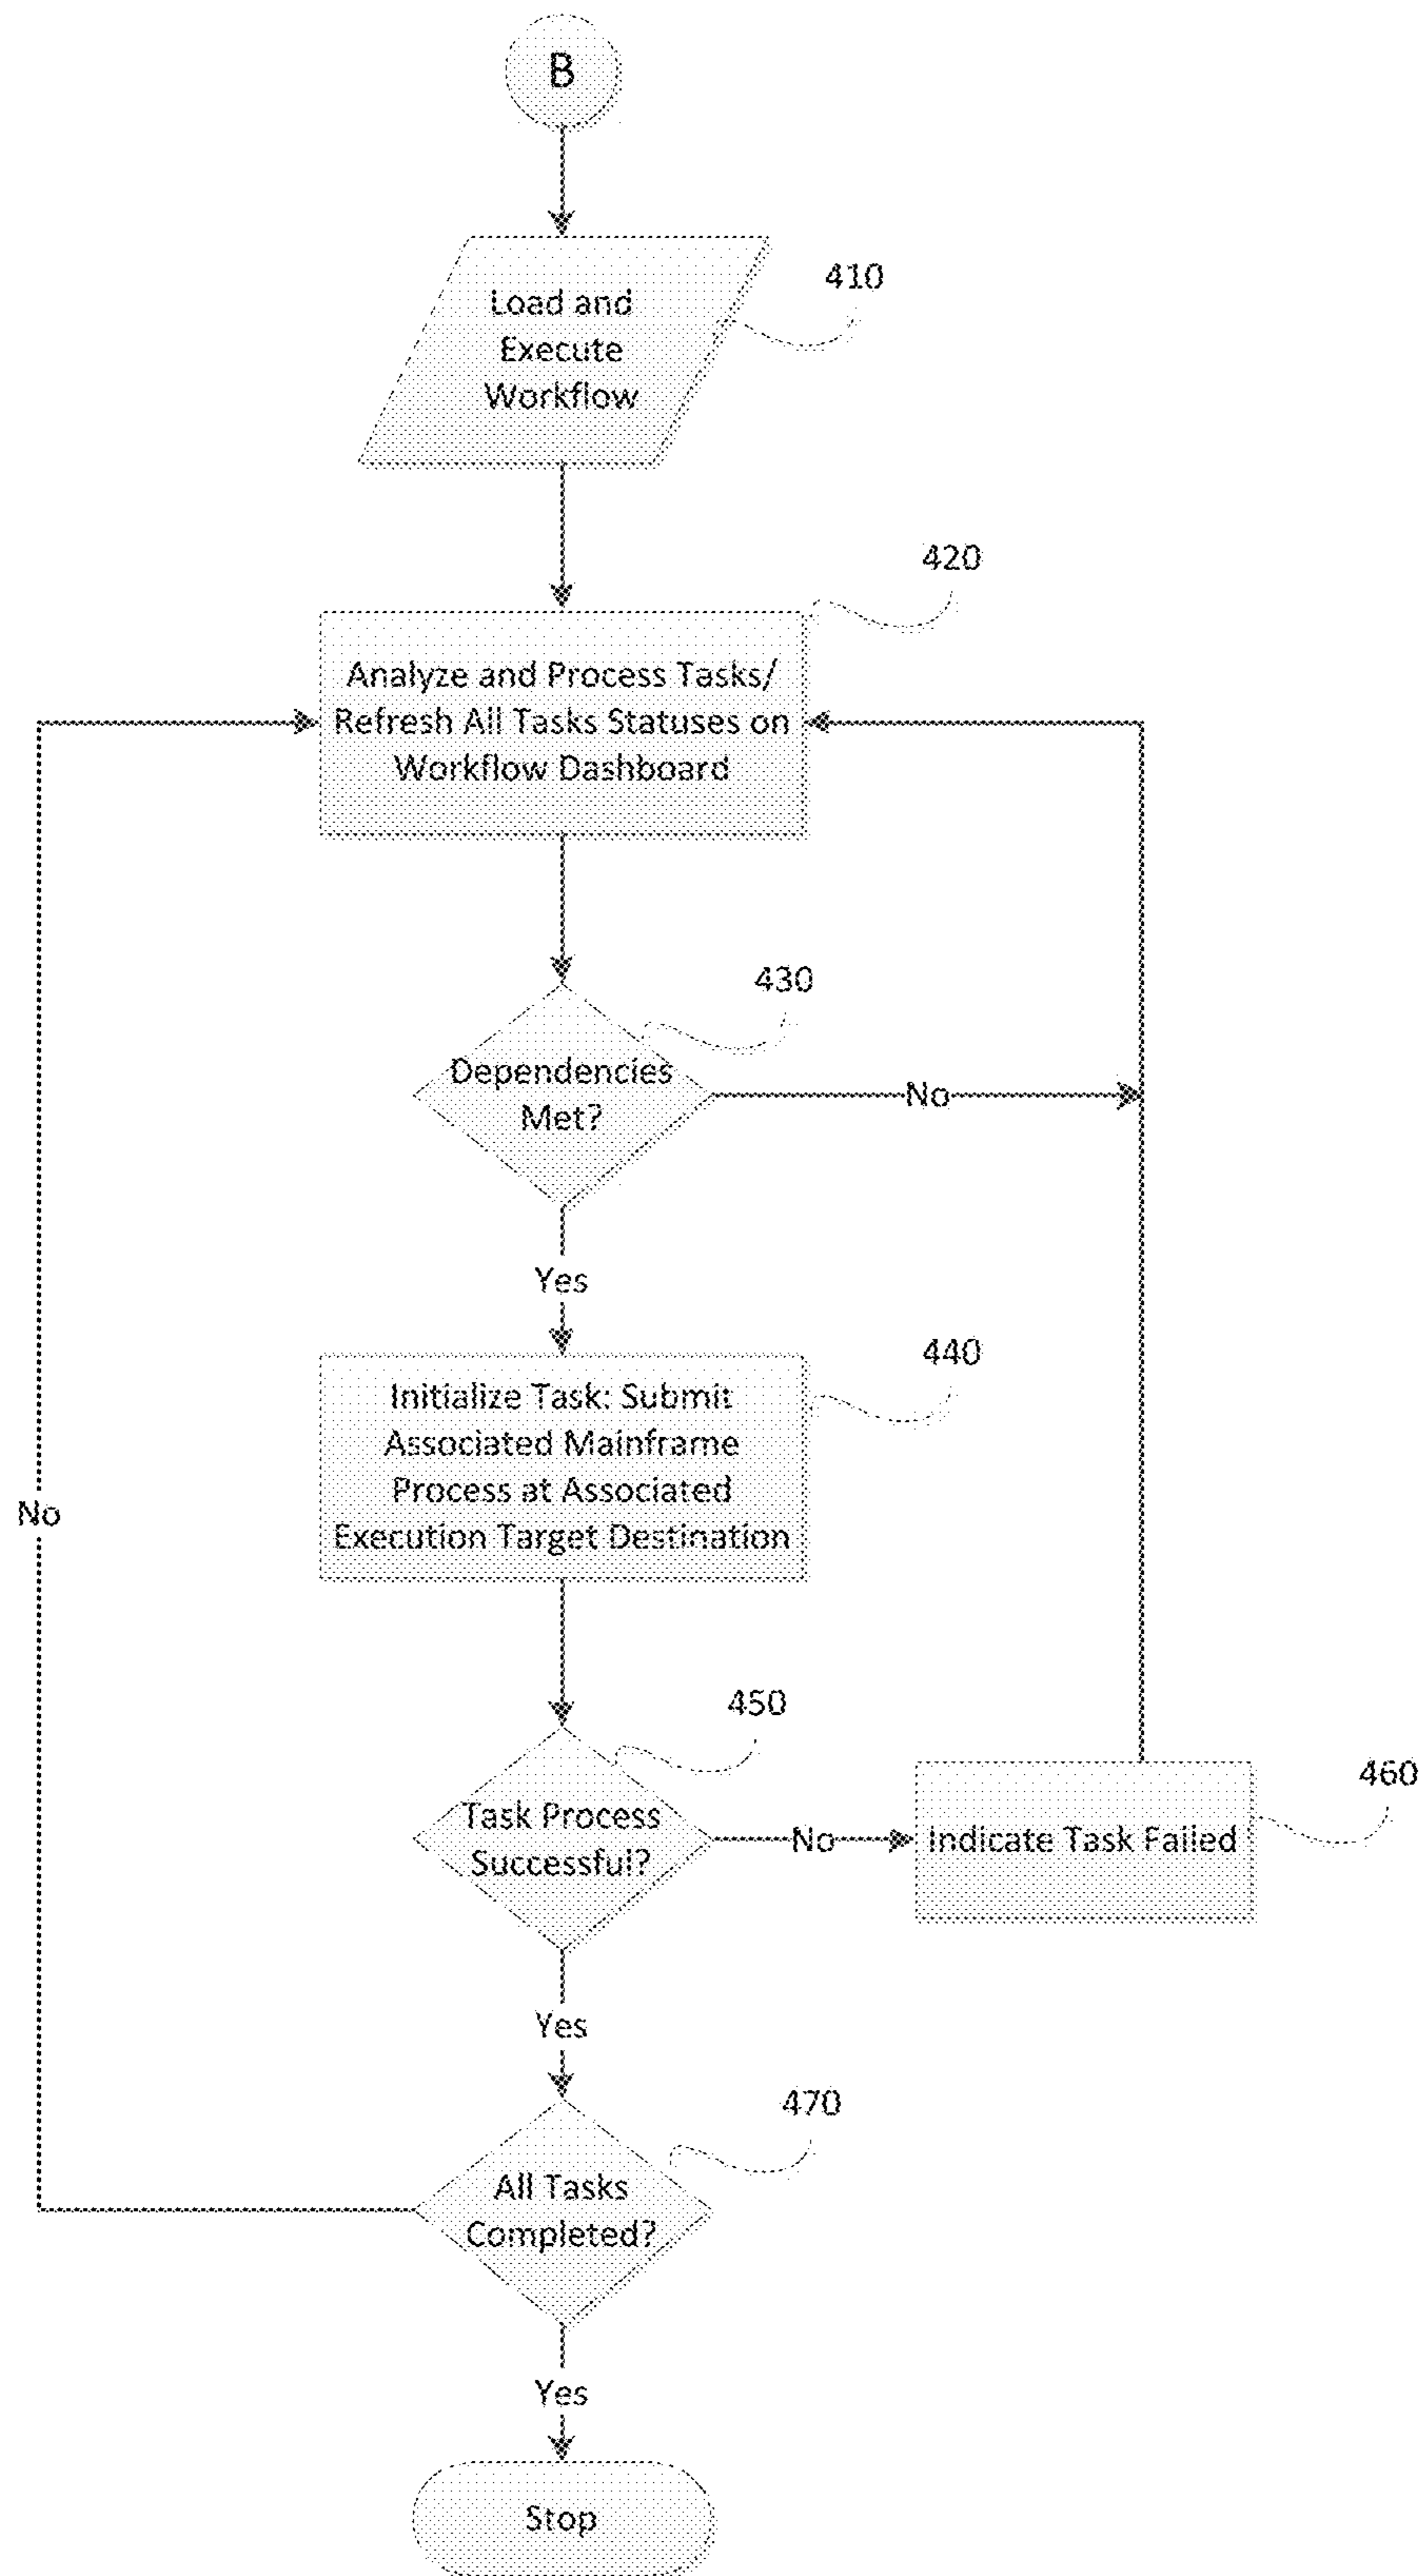 B
Load and
Execute
Workflow
410
420
Analyze and Process Tasks/
Refresh All Tasks Statuses on
Workflow Dashboard
430
Dependencies
Met?
No
Yes
440
Initialize Task: Submit
Associated Mainframe
Process at Associated
Execution Target Destination
No
450
Task Process
Successful?
No
460
Indicate Task Failed
Yes
470
All Tasks
Completed?
Yes
Stop